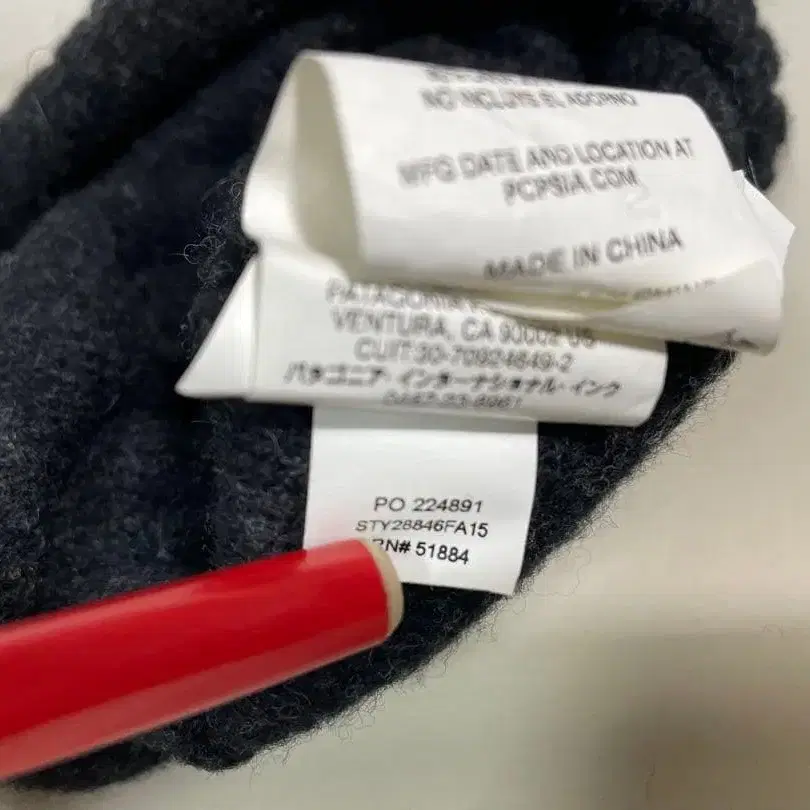 NO INCLUYE EL ADORNO
MFG DATE AND LOCATION AT
PCPSIA.COM
MADE IN CHINA
VENTURA, CA 93002 US
CUIT:30-70924649-2
パタゴニア・インターナショナル・インク
PO 224891
STY28846FA15
RN# 51884